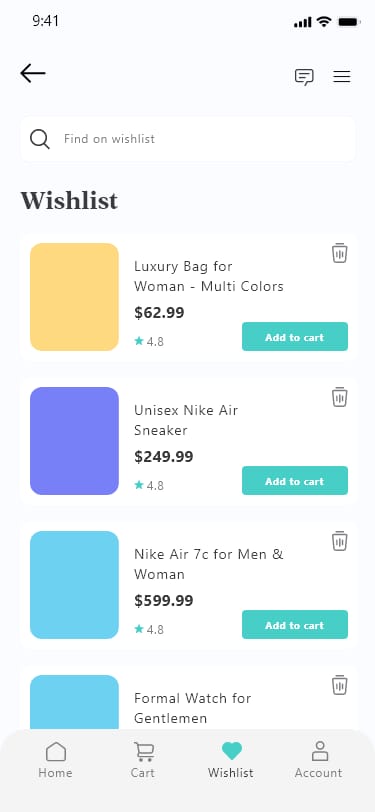 9:41
Find on wishlist
Wishlist
Luxury Bag for
Woman - Multi Colors
$62.99
4.8
Add to cart
Unisex Nike Air
Sneaker
$249.99
4.8
Add to cart
Nike Air 7c for Men &
Woman
$599.99
4.8
Add to cart
Formal Watch for
Gentlemen
Home
Cart
Wishlist
Account